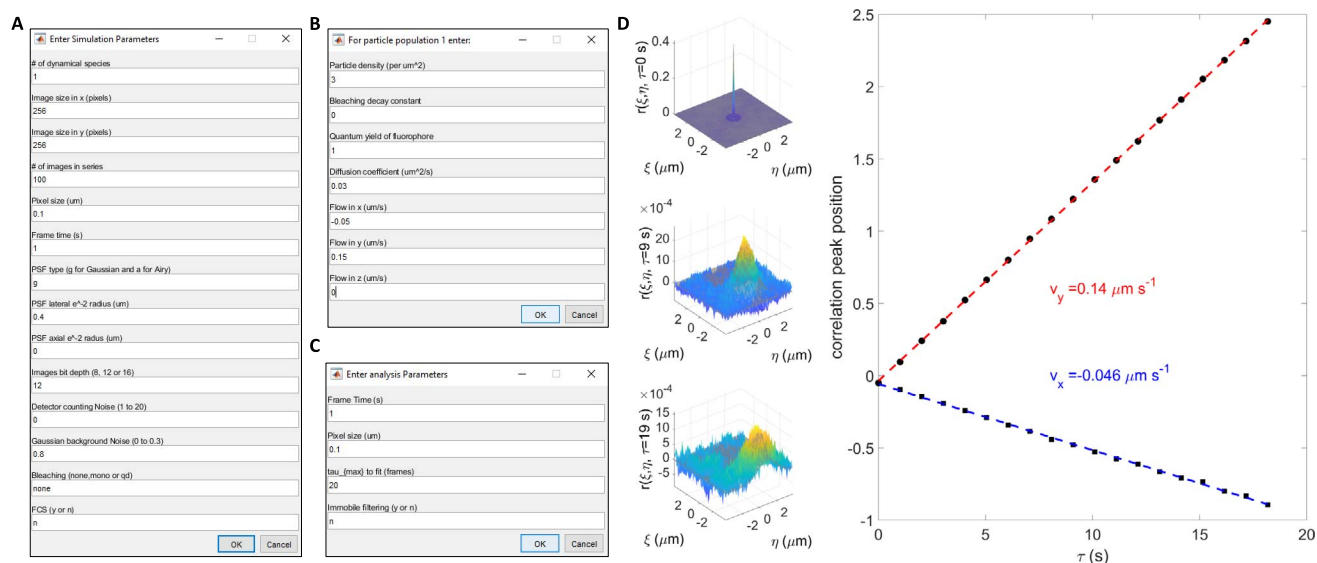 A
Enter Simulation Parameters
# of dynamical species
1
Image size in x (pixels)
256
Image size in y (pixels)
256
# of images in series
100
Pixel size (um)
0.1
Frame time (s)
1
PSF type (g for Gaussian and a for Airy)
g
PSF lateral e^-2 radius (um)
0.4
PSF axial e^-2 radius (um)
0
Images bit depth (8, 12 or 16)
12
Detector counting Noise (1 to 20)
0
Gaussian background Noise (0 to 0.3)
0.8
Bleaching (none,mono or qd)
none
FCS (y or n)
n
OK Cancel
B
For particle population 1 enter:
Particle density (per um^2)
3
Bleaching decay constant
0
Quantum yield of fluorophore
1
Diffusion coefficient (um^2/s)
0.03
Flow in x (um/s)
-0.05
Flow in y (um/s)
0.15
Flow in z (um/s)
0
OK Cancel
C
Enter analysis Parameters
Frame Time (s)
1
Pixel size (um)
0.1
tau_{max} to fit (frames)
20
Immobile filtering (y or n)
n
OK Cancel
D
r(ξ,η, τ=0 s)
0.4
0.2
0
2 0 -2
-2 0 2
ξ (μm)
η (μm)
×10⁻⁴
r(ξ,η, τ=9 s)
20
10
0
2 0 -2
-2 0 2
ξ (μm)
η (μm)
×10⁻⁴
r(ξ,η, τ=19 s)
15
10
5
0
-5
2 0 -2
-2 0 2
ξ (μm)
η (μm)
correlation peak position
2.5
2
1.5
1
0.5
0
-0.5
-1
v_y =0.14 μm s⁻¹
v_x =-0.046 μm s⁻¹
0 5 10 15 20
τ (s)